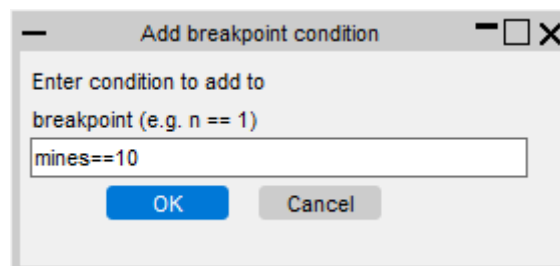 Add breakpoint condition
Enter condition to add to
breakpoint (e.g. n == 1)
mines==10
OK Cancel